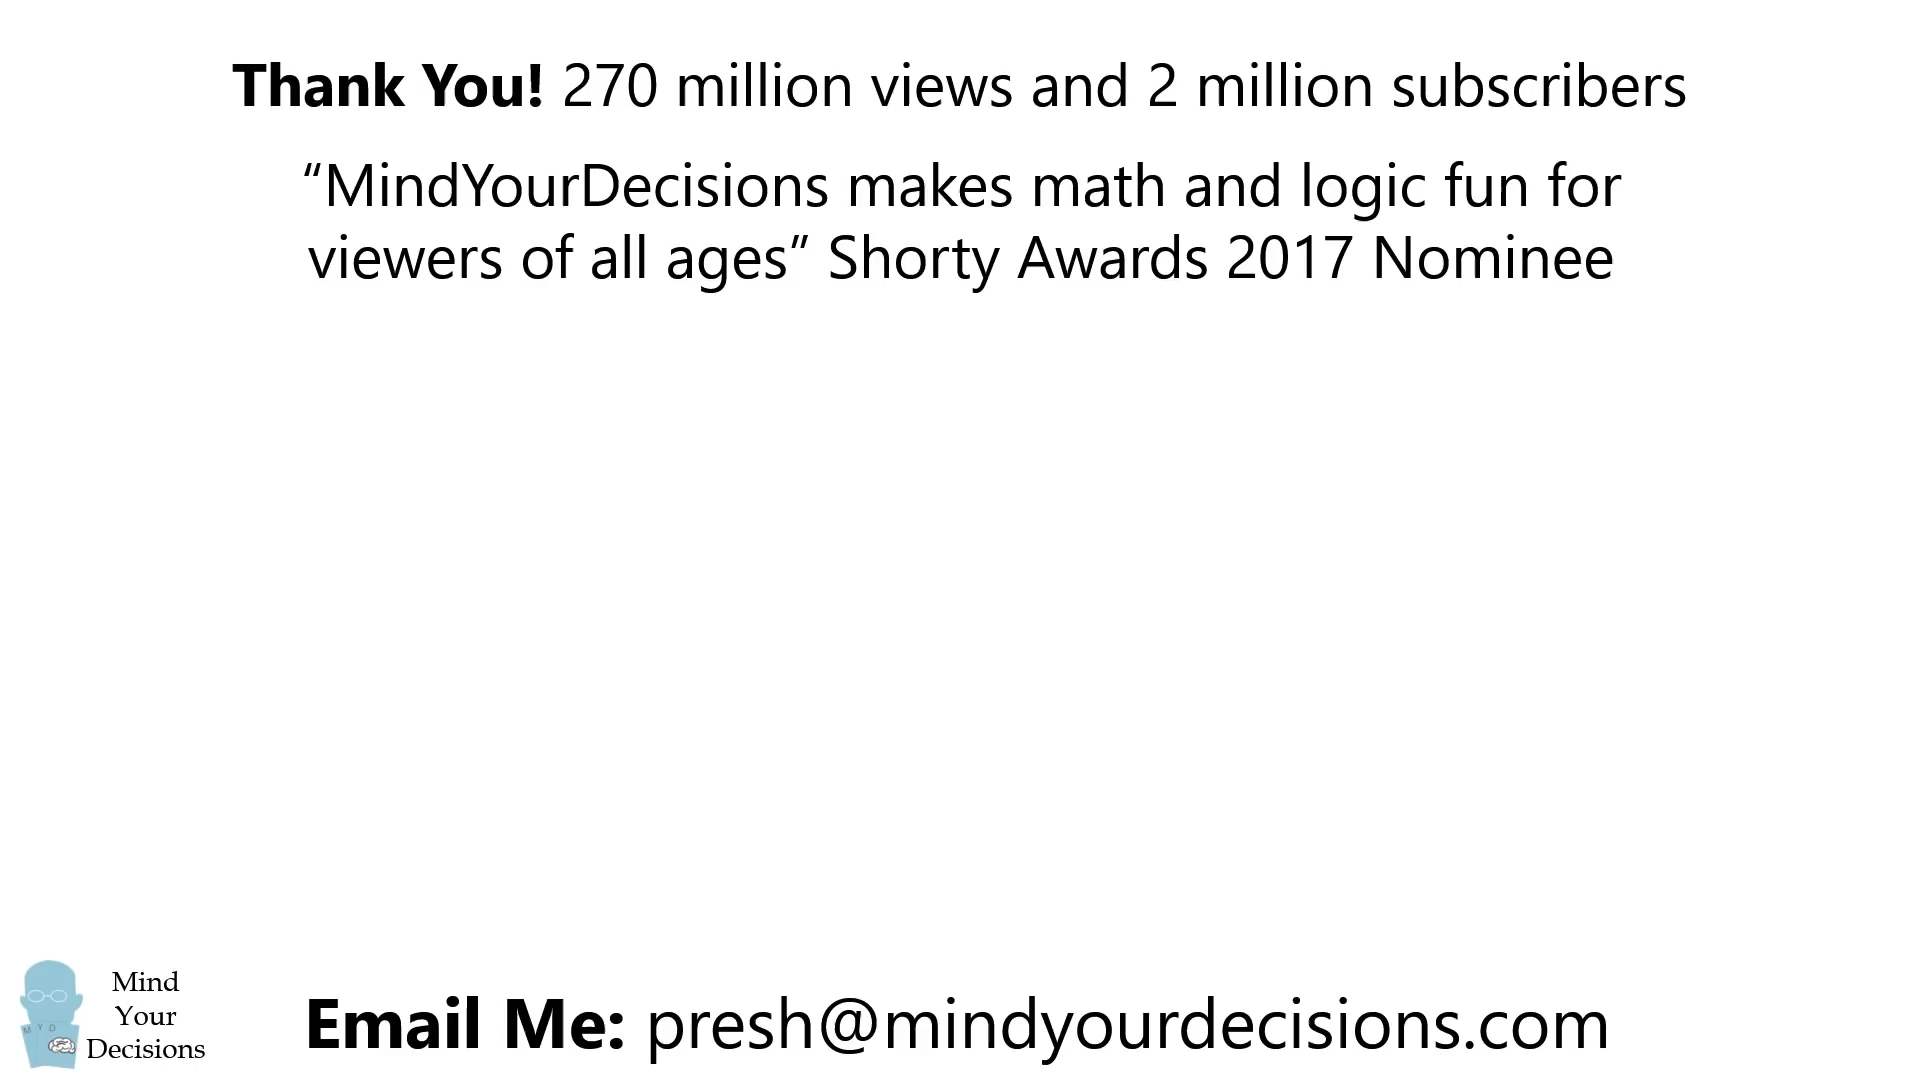 Thank You! 270 million views and 2 million subscribers
“MindYourDecisions makes math and logic fun for
viewers of all ages” Shorty Awards 2017 Nominee
M Y D
Mind
Your
Decisions
Email Me: presh@mindyourdecisions.com